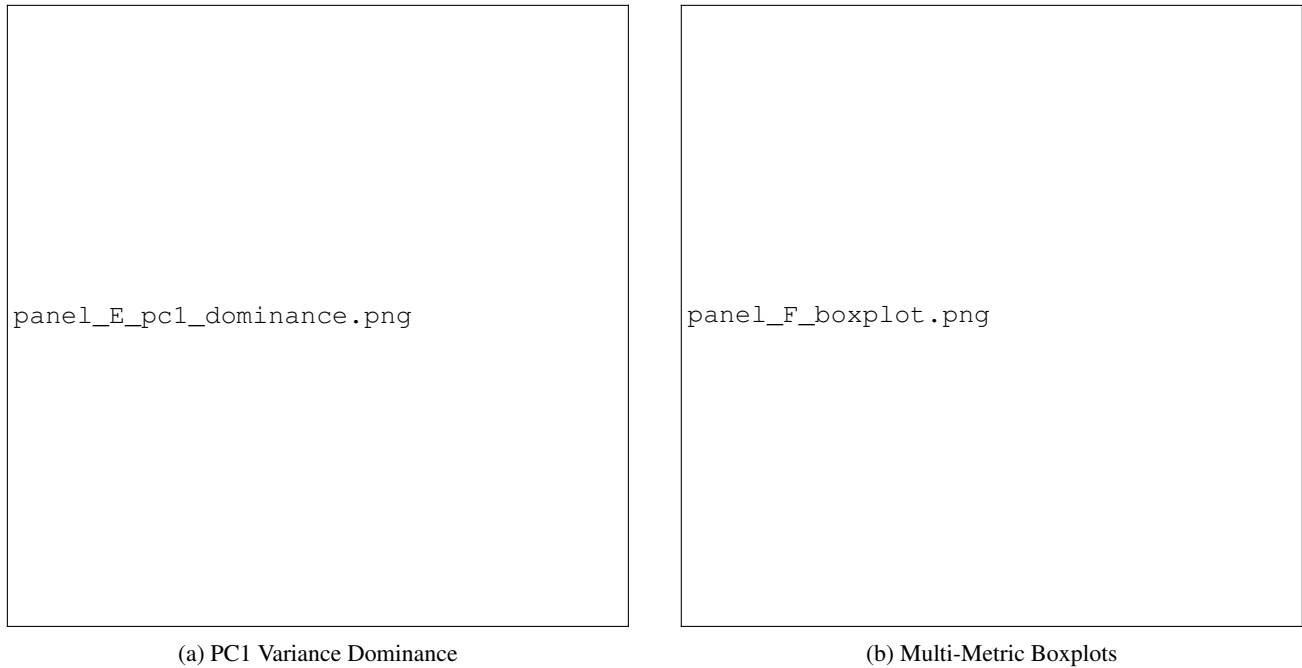 panel_E_pc1_dominance.png
panel_F_boxplot.png
(a) PC1 Variance Dominance
(b) Multi-Metric Boxplots